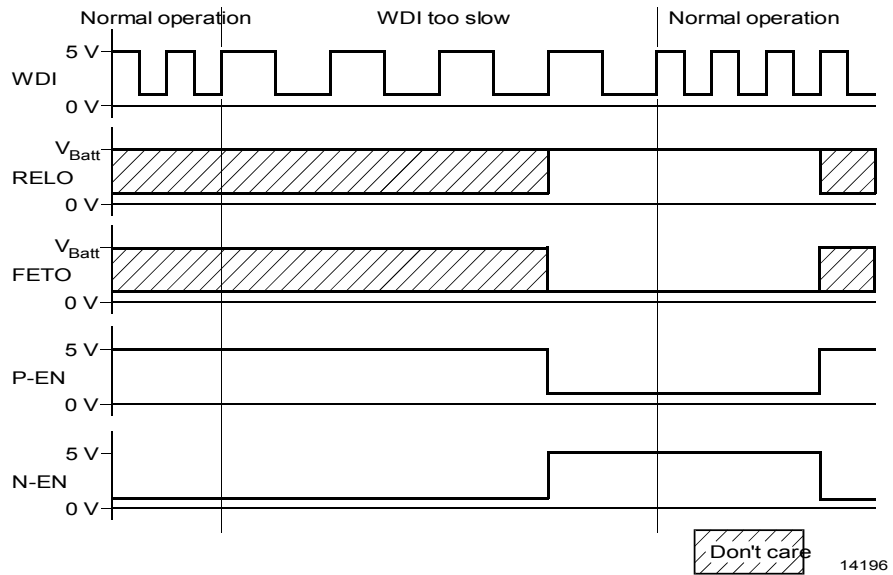 Normal operation
WDI too slow
Normal operation
5 V
WDI
0 V
VBatt
RELO
0 V
VBatt
FETO
0 V
5 V
P-EN
0 V
5 V
N-EN
0 V
Don't care
14196